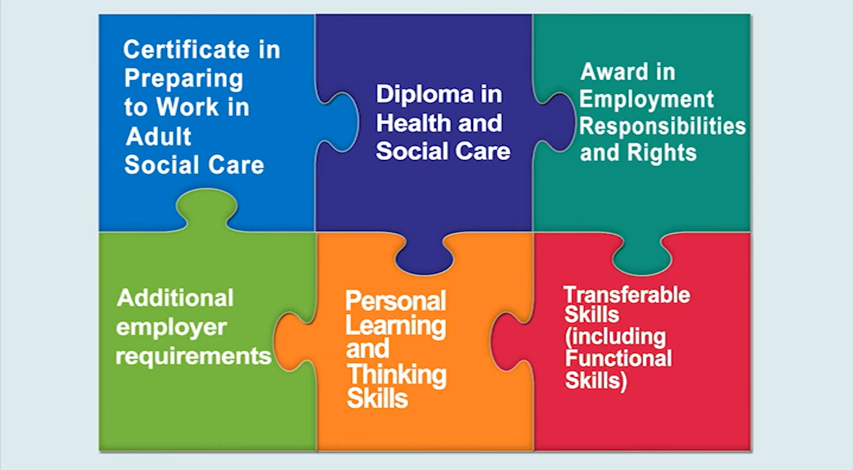 Certificate in
Preparing
to Work in
Adult
Social Care
Diploma in
Health and
Social Care
Award in
Employment
Responsibilities
and Rights
Additional
employer
requirements
Personal
Learning
and
Thinking
Skills
Transferable
Skills
(including
Functional
Skills)